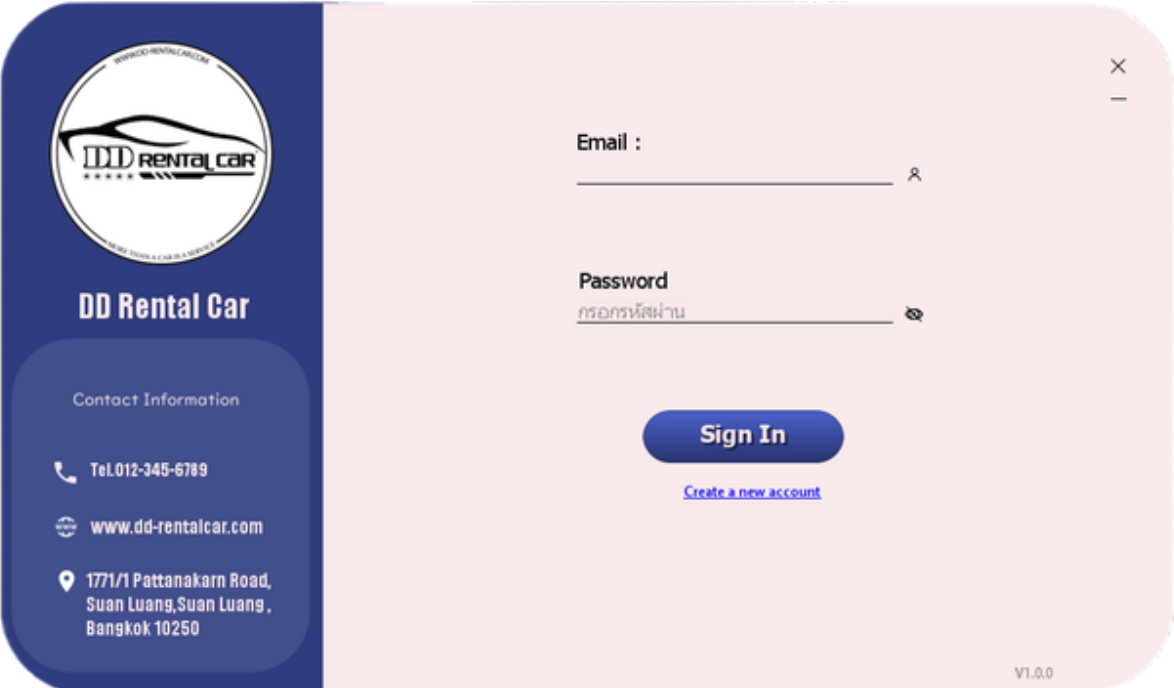 WWW.DD-RENTALCAR.COM
DD RENTAL CAR
MORE THAN A CAR IS A SERVICE
DD Rental Car
Contact Information
Tel.012-345-6789
www.dd-rentalcar.com
1771/1 Pattanakarn Road,
Suan Luang,Suan Luang ,
Bangkok 10250
Email :
Password
กรอกรหัสผ่าน
Sign In
Create a new account
V1.0.0